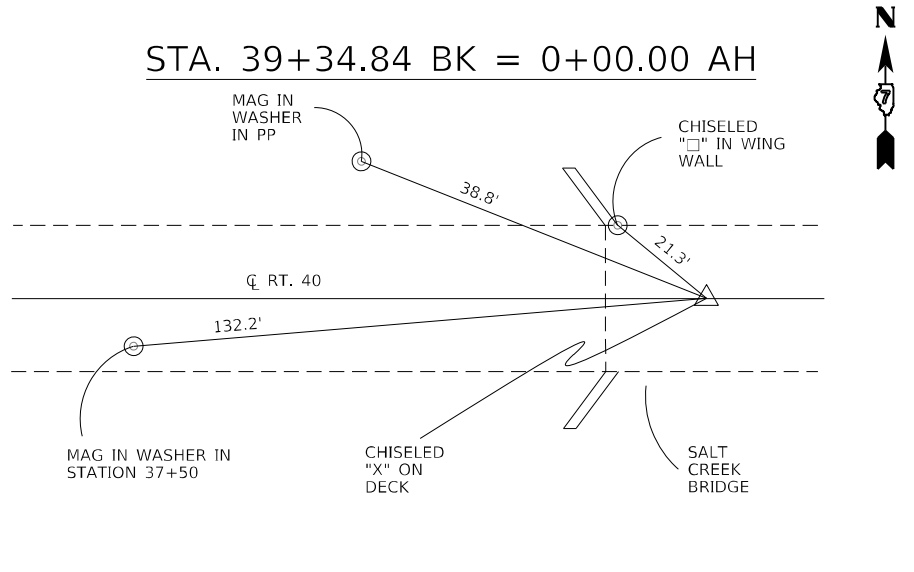 N
STA. 39+34.84 BK = 0+00.00 AH
7
MAG IN
WASHER
IN PP
CHISELED
"□" IN WING
WALL
38.8'
21.3'
℄ RT. 40
132.2'
MAG IN WASHER IN
STATION 37+50
CHISELED
"X" ON
DECK
SALT
CREEK
BRIDGE